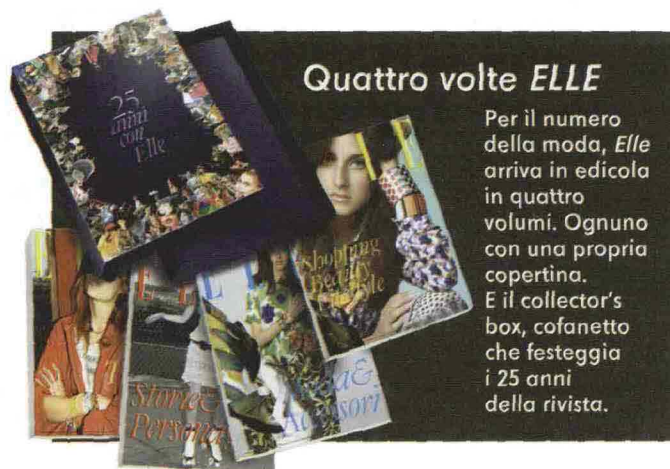 Quattro volte ELLE
Per il numero
della moda, Elle
arriva in edicola
in quattro
volumi. Ognuno
con una propria
copertina.
E il collector's
box, cofanetto
che festeggia
i 25 anni
della rivista.
25
anni
con
Elle
Shopping
Beauty
Lifestyle
Storie&
Persona
&
Accessori